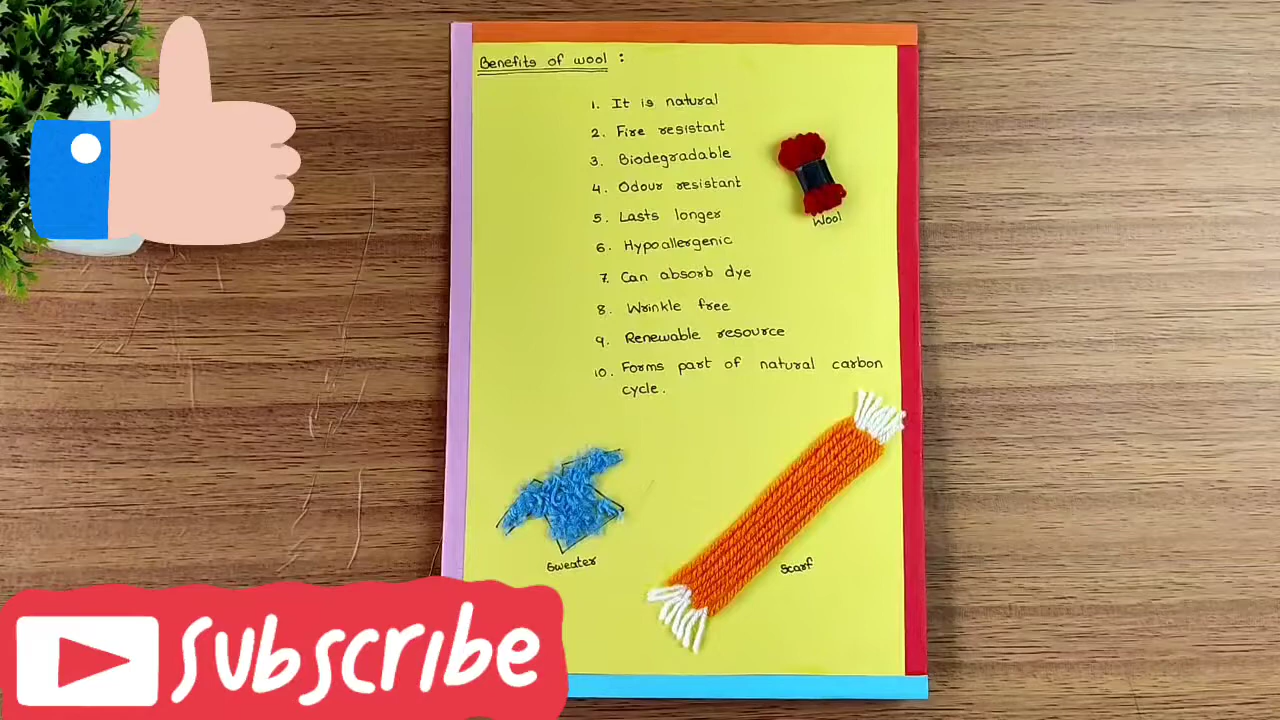 Benefits of wool :
1. It is natural
2. Fire resistant
3. Biodegradable
4. Odour resistant
5. Lasts longer
6. Hypoallergenic
7. Can absorb dye
8. Wrinkle free
9. Renewable resource
10. Forms part of natural carbon
cycle.
Wool
Sweater
Scarf
Subscribe